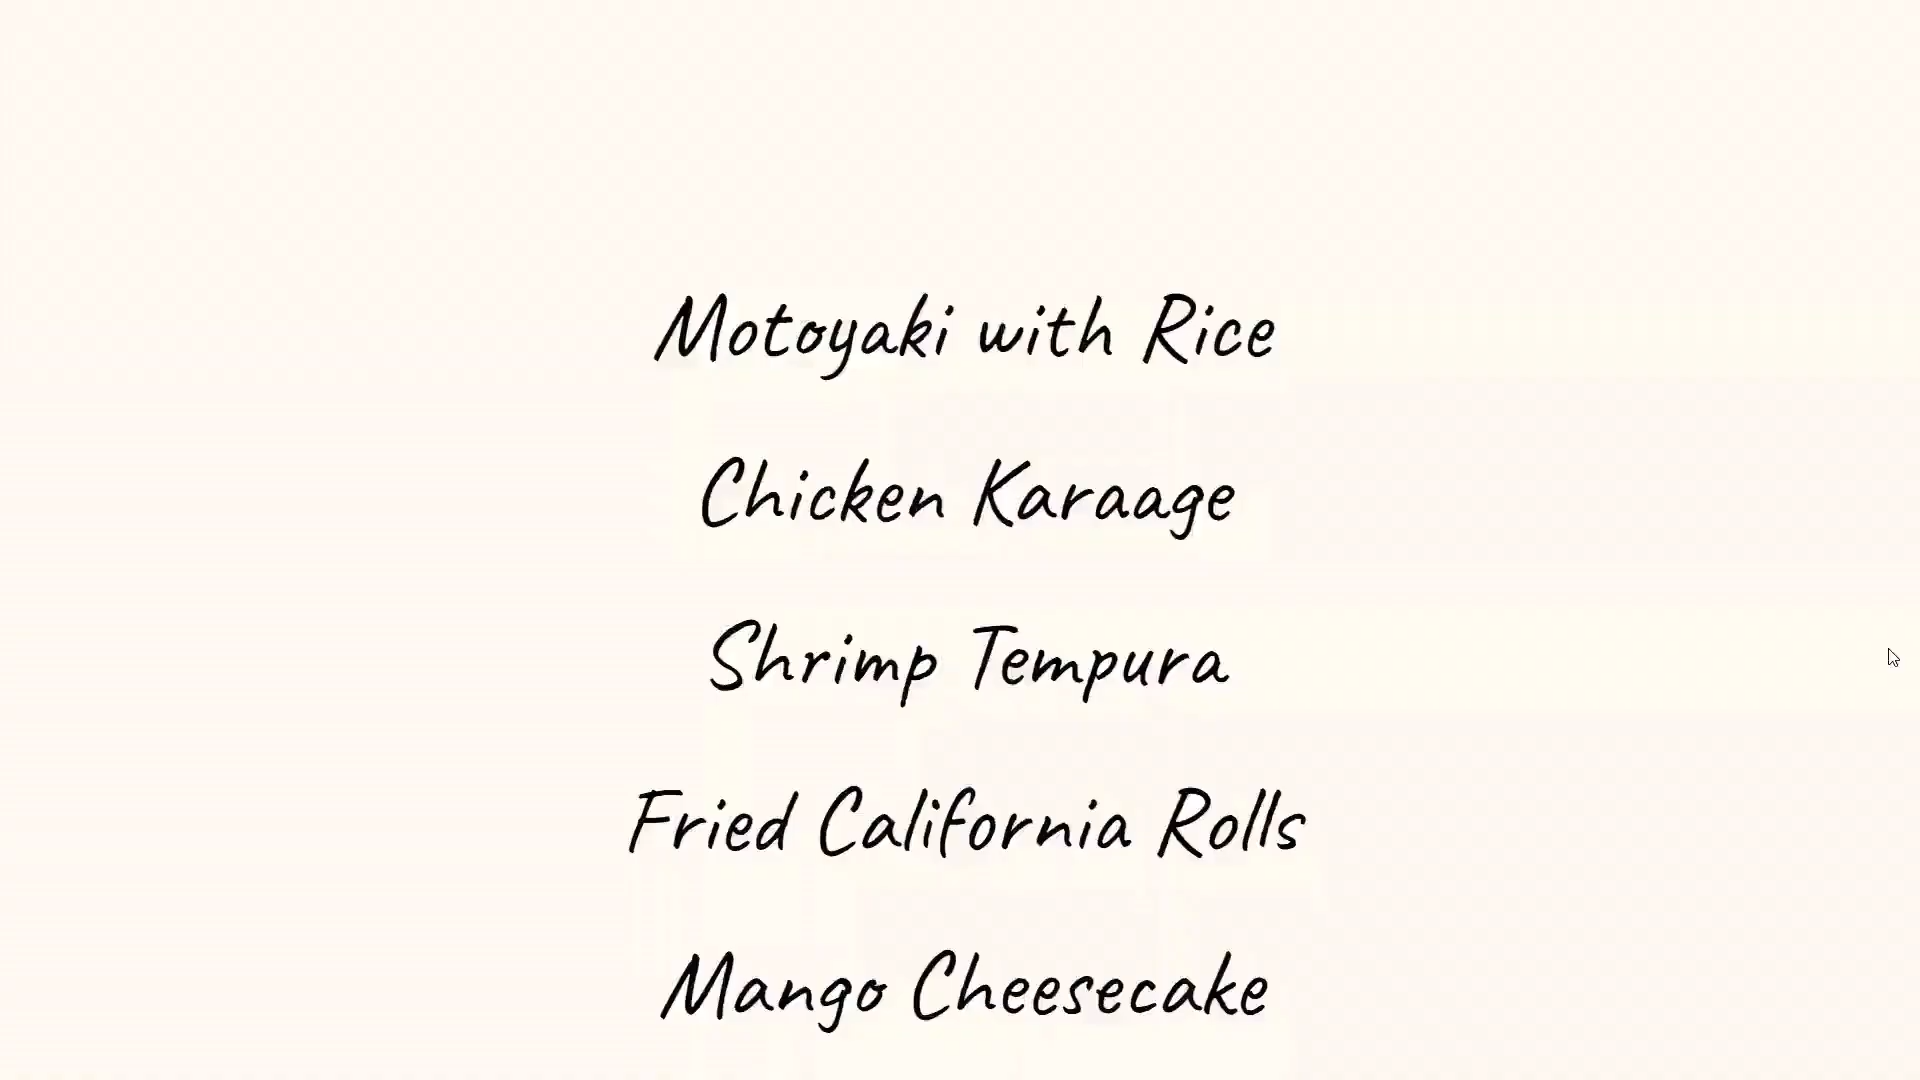 Motoyaki with Rice
Chicken Karaage
Shrimp Tempura
Fried California Rolls
Mango Cheesecake